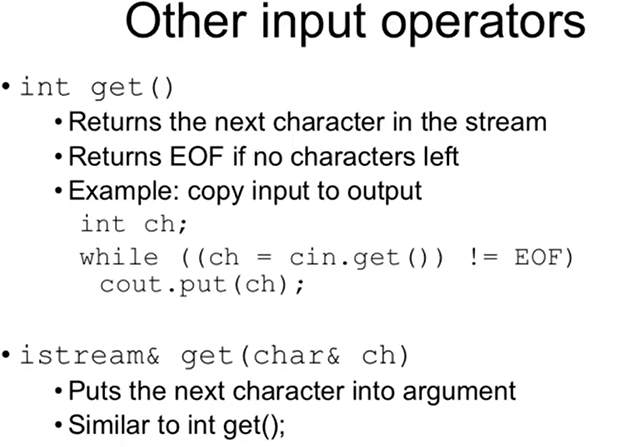 Other input operators
• int get()
• Returns the next character in the stream
• Returns EOF if no characters left
• Example: copy input to output
int ch;
while ((ch = cin.get()) != EOF)
cout.put(ch);
• istream& get(char& ch)
• Puts the next character into argument
• Similar to int get();